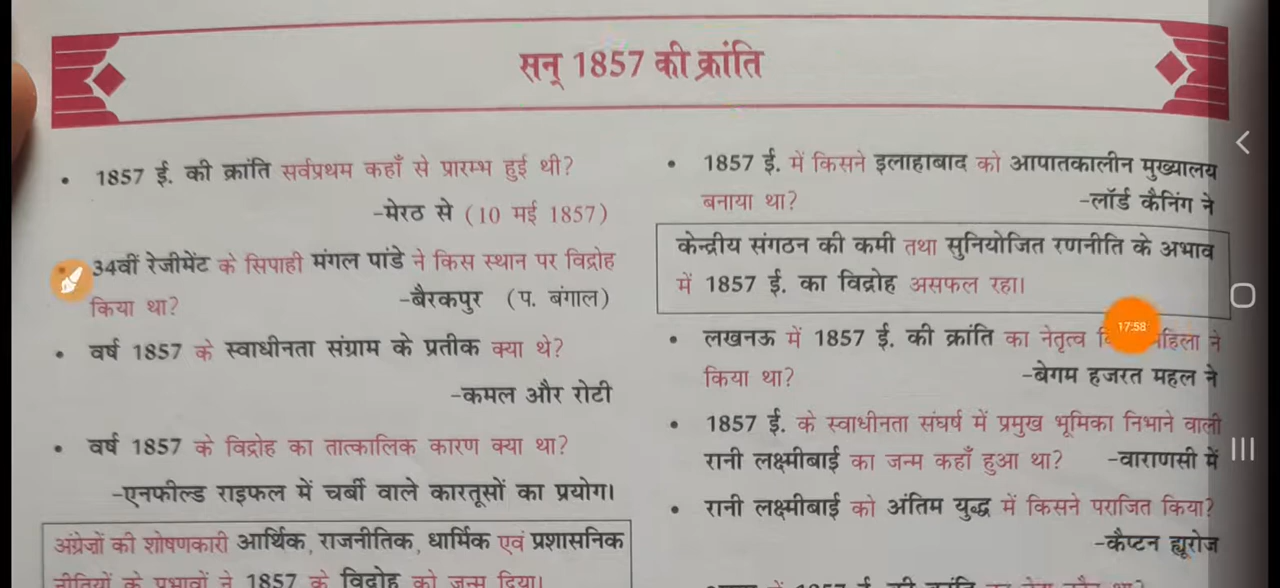 सन् 1857 की क्रांति
• 1857 ई. की क्रांति सर्वप्रथम कहाँ से प्रारम्भ हुई थी?
-मेरठ से (10 मई 1857)
34वीं रेजीमेंट के सिपाही मंगल पांडे ने किस स्थान पर विद्रोह
किया था? -बैरकपुर (प. बंगाल)
• वर्ष 1857 के स्वाधीनता संग्राम के प्रतीक क्या थे?
-कमल और रोटी
• वर्ष 1857 के विद्रोह का तात्कालिक कारण क्या था?
-एनफील्ड राइफल में चर्बी वाले कारतूसों का प्रयोग।
अंग्रेजों की शोषणकारी आर्थिक, राजनीतिक, धार्मिक एवं प्रशासनिक
नीतियों के प्रभावों ने 1857 के विद्रोह को जन्म दिया।
• 1857 ई. में किसने इलाहाबाद को आपातकालीन मुख्यालय
बनाया था? -लॉर्ड कैनिंग ने
केन्द्रीय संगठन की कमी तथा सुनियोजित रणनीति के अभाव
में 1857 ई. का विद्रोह असफल रहा।
17:58
• लखनऊ में 1857 ई. की क्रांति का नेतृत्व ने
किया था? -बेगम हजरत महल ने
• 1857 ई. के स्वाधीनता संघर्ष में प्रमुख भूमिका निभाने वाली
रानी लक्ष्मीबाई का जन्म कहाँ हुआ था? -वाराणसी में
• रानी लक्ष्मीबाई को अंतिम युद्ध में किसने पराजित किया?
-कैप्टन ह्यूरोज